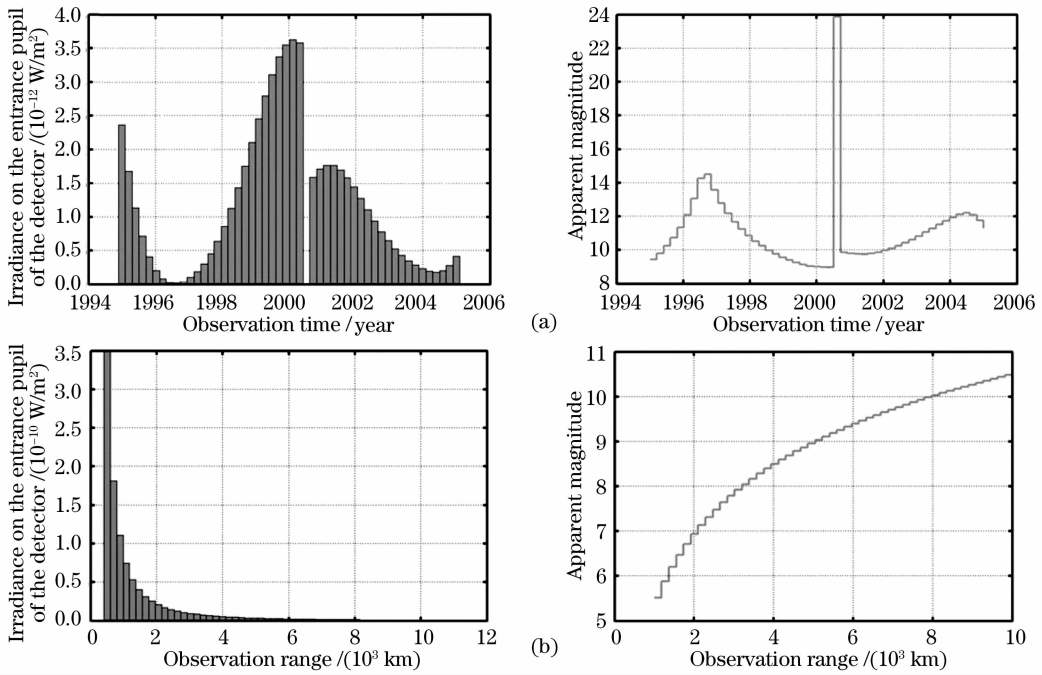 Irradiance on the entrance pupil
of the detector /(10⁻¹² W/m²)
4.0
3.5
3.0
2.5
2.0
1.5
1.0
0.5
0.0
1994 1996 1998 2000 2002 2004 2006
Observation time /year
Apparent magnitude
24
22
20
18
16
14
12
10
8
1994 1996 1998 2000 2002 2004 2006
Observation time /year
(a)
Irradiance on the entrance pupil
of the detector /(10⁻¹⁰ W/m²)
3.5
3.0
2.5
2.0
1.5
1.0
0.5
0.0
0 2 4 6 8 10 12
Observation range /(10³ km)
Apparent magnitude
11
10
9
8
7
6
5
0 2 4 6 8 10
Observation range /(10³ km)
(b)